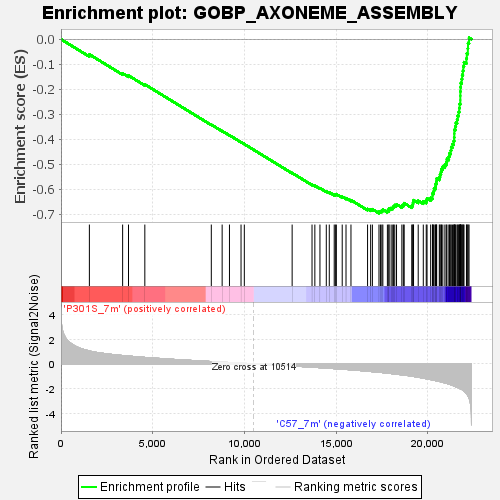 Enrichment plot: GOBP_AXONEME_ASSEMBLY
Enrichment score (ES)
0.0
-0.1
-0.2
-0.3
-0.4
-0.5
-0.6
-0.7
'P301S_7m' (positively correlated)
Ranked list metric (Signal2Noise)
4
2
0
-2
-4
Zero cross at 10514
'C57_7m' (negatively correlated)
0
5,000
10,000
15,000
20,000
Rank in Ordered Dataset
Enrichment profile
Hits
Ranking metric scores